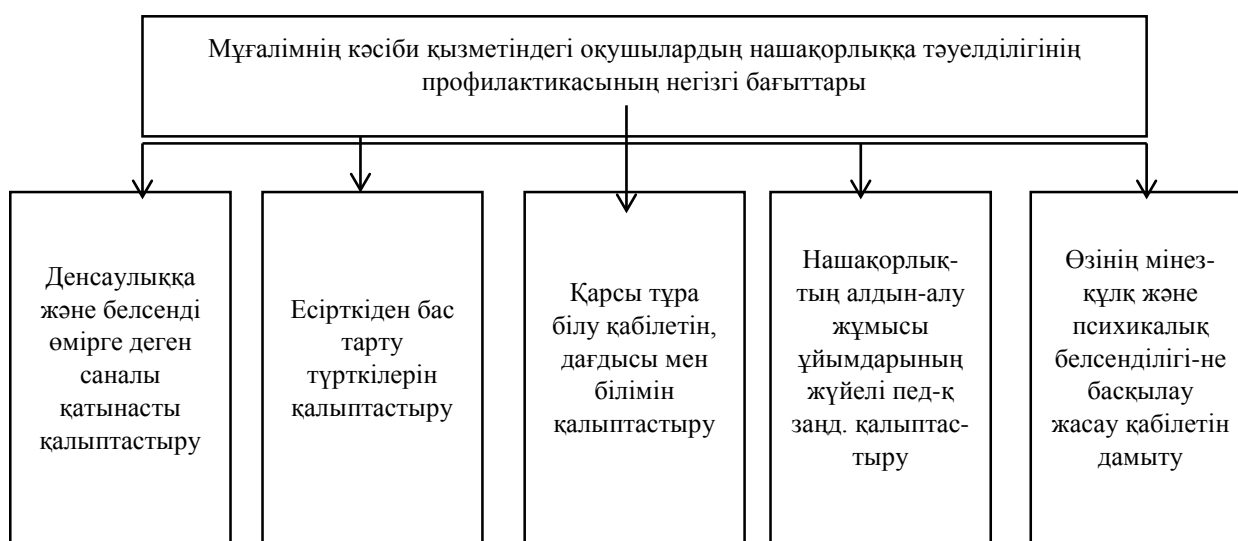 Мұғалімнің кәсіби қызметіндегі оқушылардың нашақорлыққа тәуелділігінің
профилактикасының негізгі бағыттары
Денсаулыққа
және белсенді
өмірге деген
саналы
қатынасты
қалыптастыру
Есірткіден бас
тарту
түрткілерін
қалыптастыру
Қарсы тұра
білу қабілетін,
дағдысы мен
білімін
қалыптастыру
Нашақорлық-
тың алдын-алу
жұмысы
ұйымдарының
жүйелі пед-қ
заңд. қалыптас-
тыру
Өзінің мінез-
құлқ және
психикалық
белсенділігі-не
басқылау
жасау қабілетін
дамыту